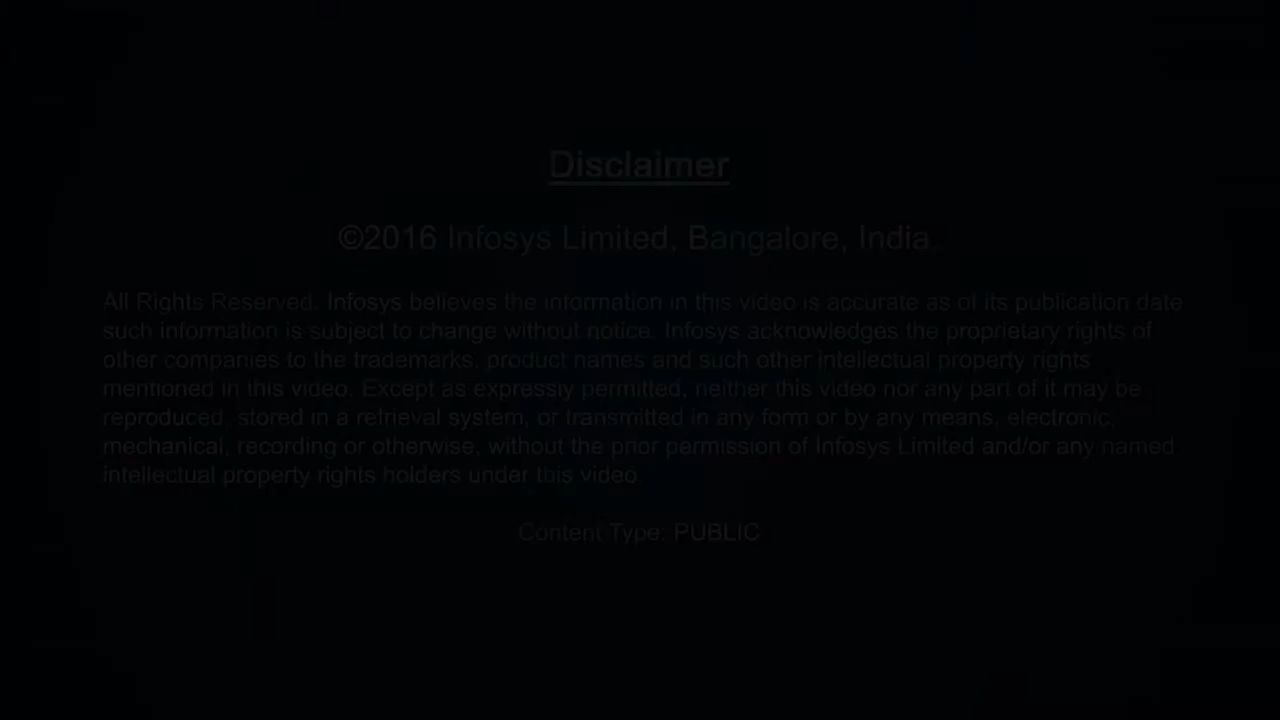 Disclaimer
©2016 Infosys Limited, Bangalore, India.
All Rights Reserved. Infosys believes the information in this video is accurate as of its publication date
such information is subject to change without notice. Infosys acknowledges the proprietary rights of
other companies to the trademarks, product names and such other intellectual property rights
mentioned in this video. Except as expressly permitted, neither this video nor any part of it may be
reproduced, stored in a retrieval system, or transmitted in any form or by any means, electronic,
mechanical, recording or otherwise, without the prior permission of Infosys Limited and/or any named
intellectual property rights holders under this video
Content Type: PUBLIC